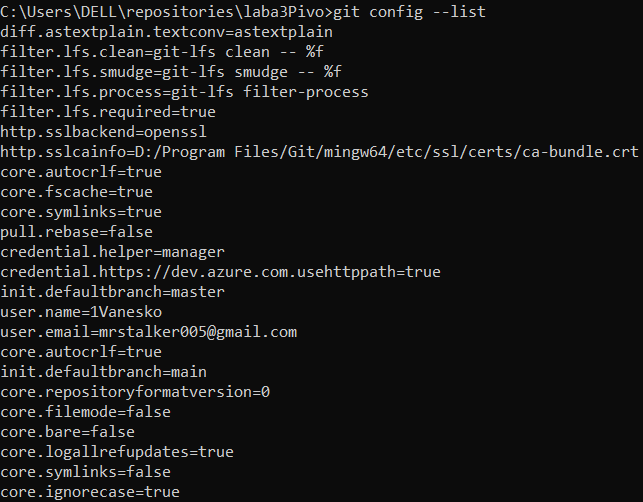 C:\Users\DELL\repositories\laba3Pivo>git config --list
diff.astextplain.textconv=astextplain
filter.lfs.clean=git-lfs clean -- %f
filter.lfs.smudge=git-lfs smudge -- %f
filter.lfs.process=git-lfs filter-process
filter.lfs.required=true
http.sslbackend=openssl
http.sslcainfo=D:/Program Files/Git/mingw64/etc/ssl/certs/ca-bundle.crt
core.autocrlf=true
core.fscache=true
core.symlinks=true
pull.rebase=false
credential.helper=manager
credential.https://dev.azure.com.usehttppath=true
init.defaultbranch=master
user.name=1Vanesko
user.email=mrstalker005@gmail.com
core.autocrlf=true
init.defaultbranch=main
core.repositoryformatversion=0
core.filemode=false
core.bare=false
core.logallrefupdates=true
core.symlinks=false
core.ignorecase=true